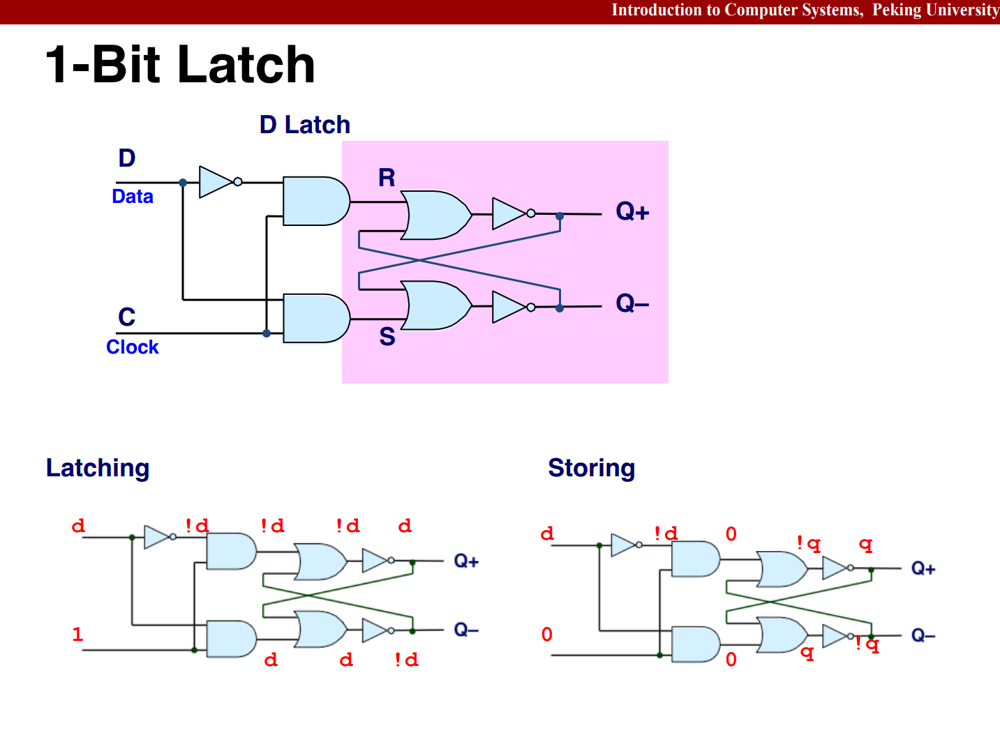 Introduction to Computer Systems, Peking University
1-Bit Latch
D Latch
D
Data
R
Q+
C
Clock
S
Q–
Latching
Storing
d !d !d !d d
Q+
1
Q–
d d !d
d !d 0 !q q
Q+
0
Q–
0 q !q